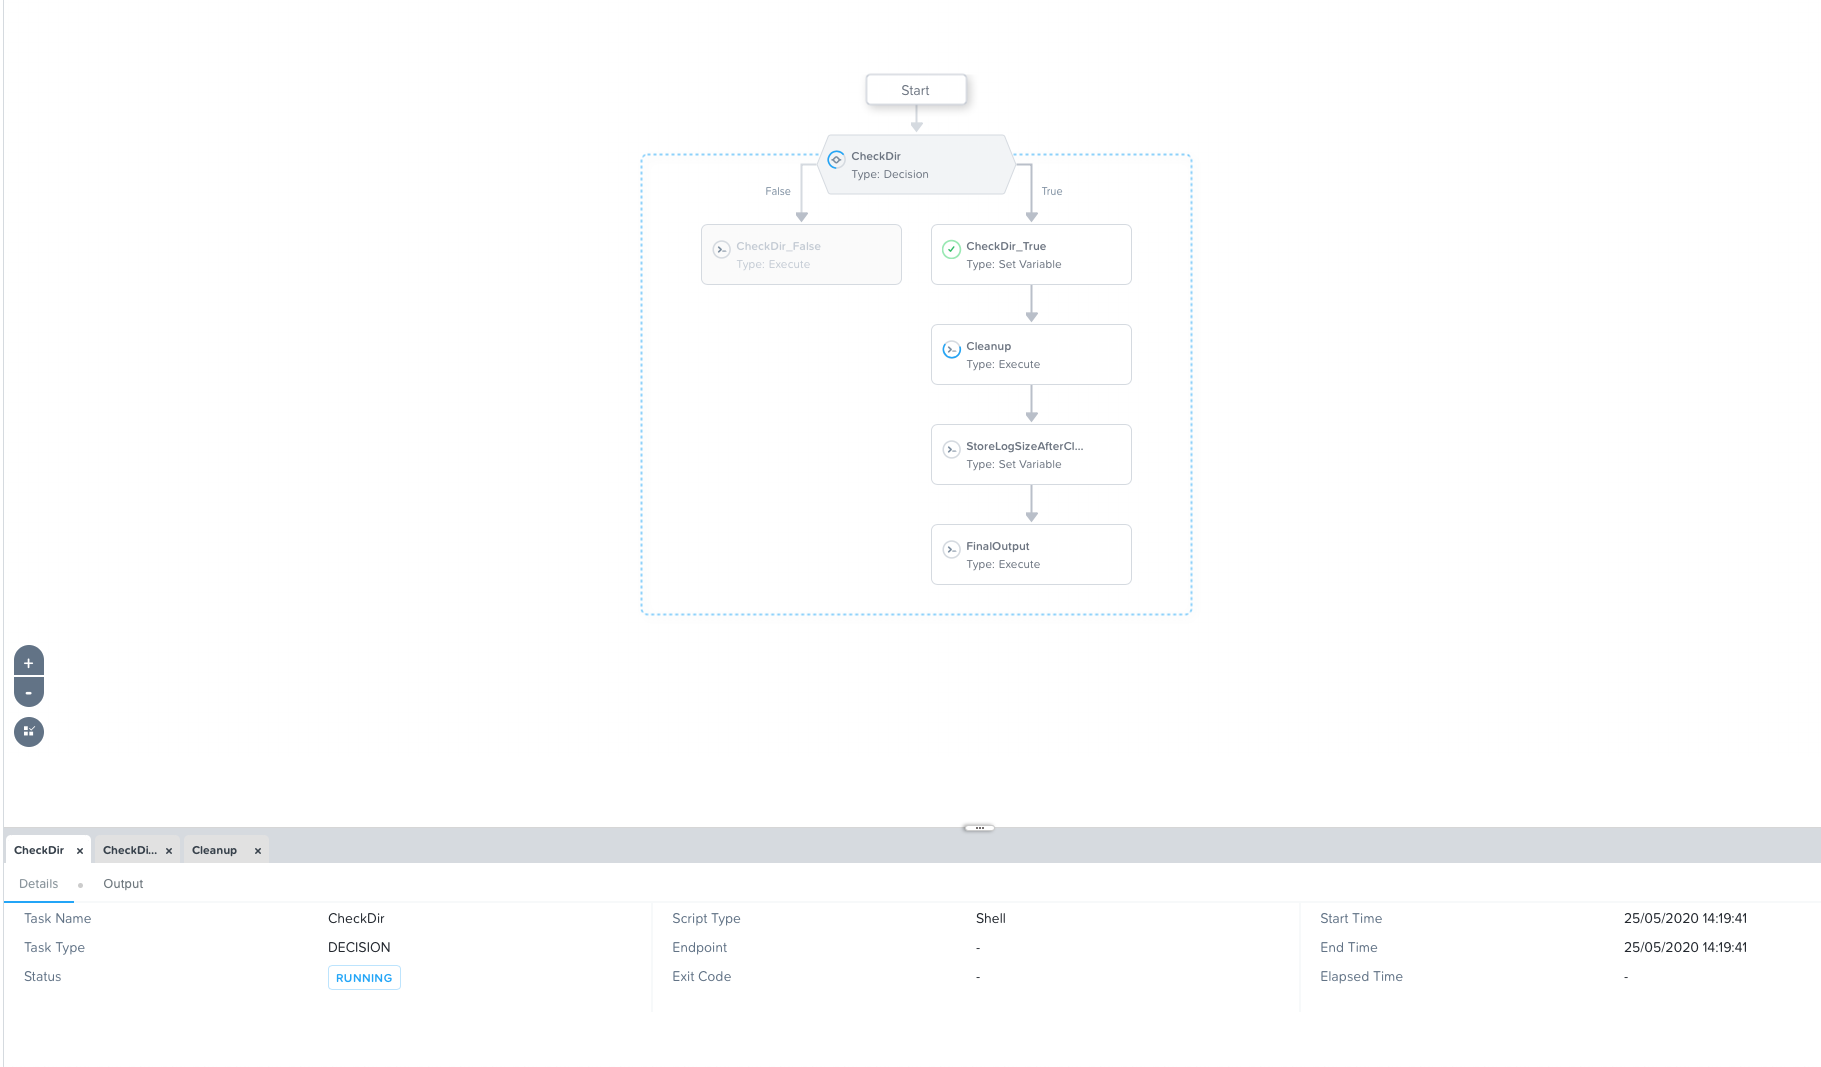 Start
CheckDir
Type: Decision
False
True
CheckDir_False
Type: Execute
CheckDir_True
Type: Set Variable
Cleanup
Type: Execute
StoreLogSizeAfterCl...
Type: Set Variable
FinalOutput
Type: Execute
+
-
CheckDir × CheckDi... × Cleanup ×
Details Output
Task Name CheckDir Script Type Shell Start Time 25/05/2020 14:19:41
Task Type DECISION Endpoint - End Time 25/05/2020 14:19:41
Status RUNNING Exit Code - Elapsed Time -